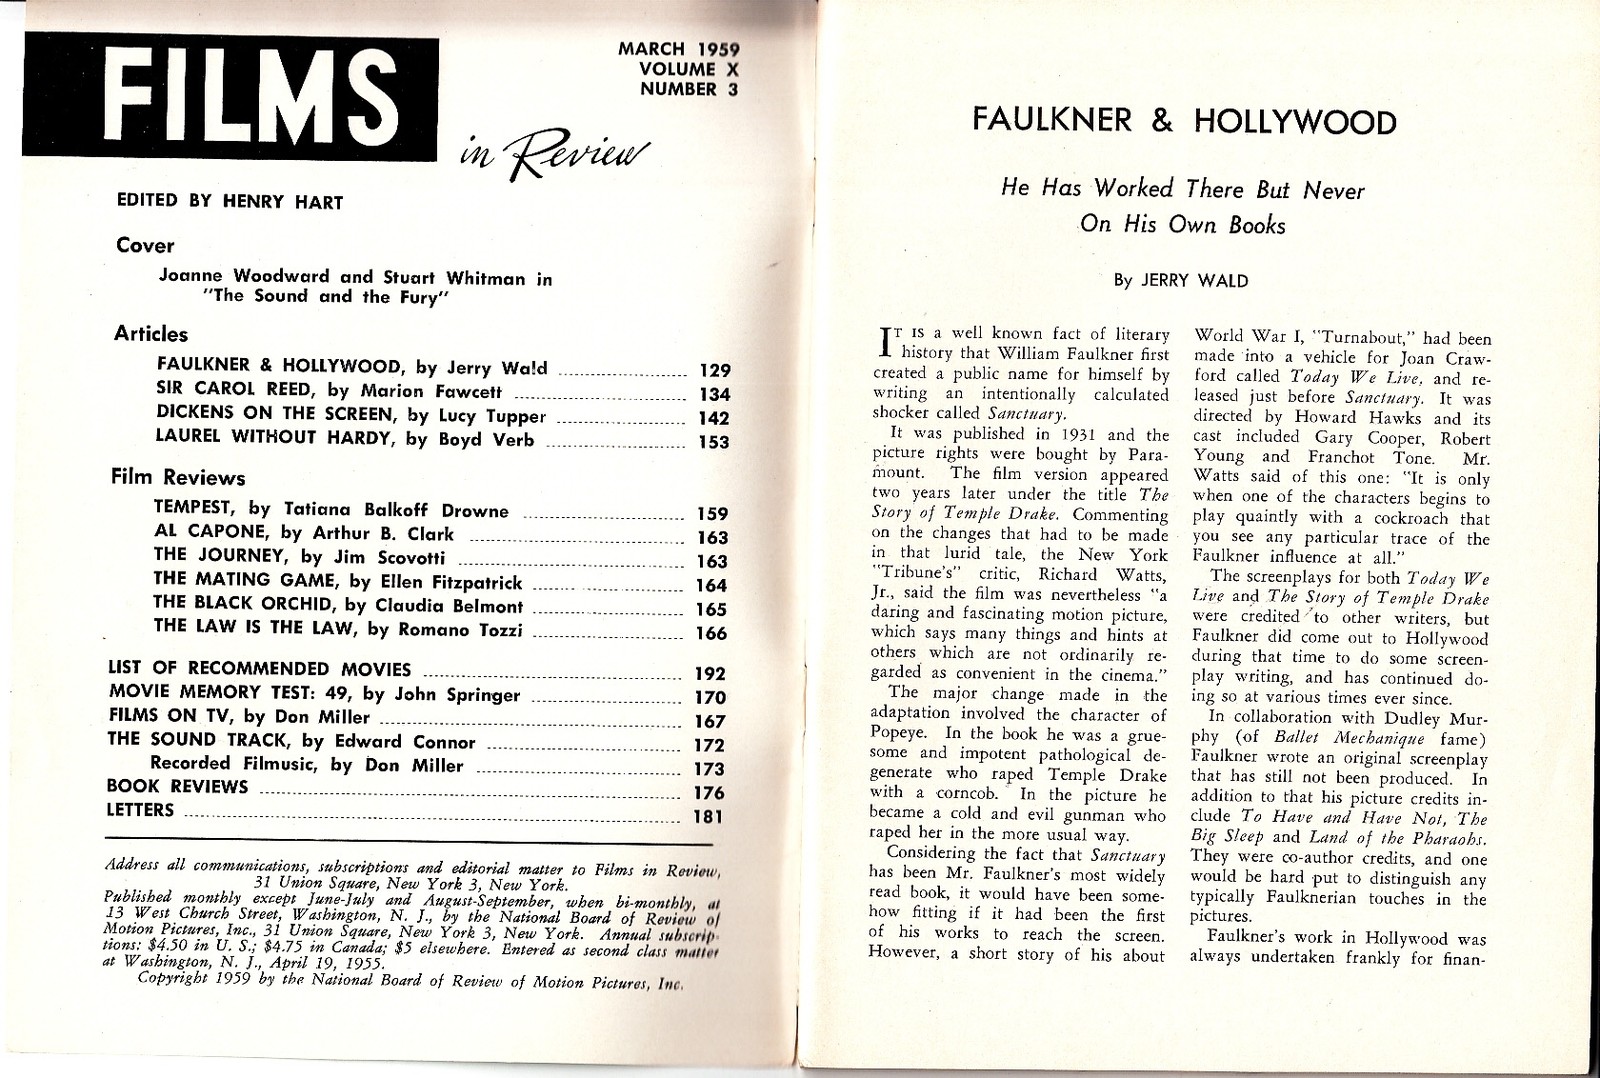 FILMS
in Review
MARCH 1959
VOLUME X
NUMBER 3
EDITED BY HENRY HART
Cover
Joanne Woodward and Stuart Whitman in
"The Sound and the Fury"
Articles
FAULKNER & HOLLYWOOD, by Jerry Wald 129
SIR CAROL REED, by Marion Fawcett 134
DICKENS ON THE SCREEN, by Lucy Tupper 142
LAUREL WITHOUT HARDY, by Boyd Verb 153
Film Reviews
TEMPEST, by Tatiana Balkoff Drowne 159
AL CAPONE, by Arthur B. Clark 163
THE JOURNEY, by Jim Scovotti 163
THE MATING GAME, by Ellen Fitzpatrick 164
THE BLACK ORCHID, by Claudia Belmont 165
THE LAW IS THE LAW, by Romano Tozzi 166
LIST OF RECOMMENDED MOVIES 192
MOVIE MEMORY TEST: 49, by John Springer 170
FILMS ON TV, by Don Miller 167
THE SOUND TRACK, by Edward Connor 172
Recorded Filmusic, by Don Miller 173
BOOK REVIEWS 176
LETTERS 181
Address all communications, subscriptions and editorial matter to Films in Review,
31 Union Square, New York 3, New York.
Published monthly except June-July and August-September, when bi-monthly, at
13 West Church Street, Washington, N. J., by the National Board of Review of
Motion Pictures, Inc., 31 Union Square, New York 3, New York. Annual subscrip-
tions: $4.50 in U. S.; $4.75 in Canada; $5 elsewhere. Entered as second class matter
at Washington, N. J., April 19, 1955.
Copyright 1959 by the National Board of Review of Motion Pictures, Inc.
FAULKNER & HOLLYWOOD
He Has Worked There But Never
On His Own Books
By JERRY WALD
IT IS a well known fact of literary
history that William Faulkner first
created a public name for himself by
writing an intentionally calculated
shocker called Sanctuary.
It was published in 1931 and the
picture rights were bought by Para-
mount. The film version appeared
two years later under the title The
Story of Temple Drake. Commenting
on the changes that had to be made
in that lurid tale, the New York
"Tribune's" critic, Richard Watts,
Jr., said the film was nevertheless "a
daring and fascinating motion picture,
which says many things and hints at
others which are not ordinarily re-
garded as convenient in the cinema."
The major change made in the
adaptation involved the character of
Popeye. In the book he was a grue-
some and impotent pathological de-
generate who raped Temple Drake
with a corncob. In the picture he
became a cold and evil gunman who
raped her in the more usual way.
Considering the fact that Sanctuary
has been Mr. Faulkner's most widely
read book, it would have been some-
how fitting if it had been the first
of his works to reach the screen.
However, a short story of his about
World War I, "Turnabout," had been
made into a vehicle for Joan Craw-
ford called Today We Live, and re-
leased just before Sanctuary. It was
directed by Howard Hawks and its
cast included Gary Cooper, Robert
Young and Franchot Tone. Mr.
Watts said of this one: "It is only
when one of the characters begins to
play quaintly with a cockroach that
you see any particular trace of the
Faulkner influence at all."
The screenplays for both Today We
Live and The Story of Temple Drake
were credited to other writers, but
Faulkner did come out to Hollywood
during that time to do some screen-
play writing, and has continued do-
ing so at various times ever since.
In collaboration with Dudley Mur-
phy (of Ballet Mechanique fame)
Faulkner wrote an original screenplay
that has still not been produced. In
addition to that his picture credits in-
clude To Have and Have Not, The
Big Sleep and Land of the Pharaohs.
They were co-author credits, and one
would be hard put to distinguish any
typically Faulknerian touches in the
pictures.
Faulkner's work in Hollywood was
always undertaken frankly for finan-